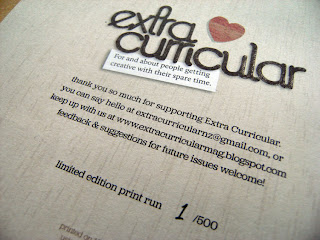 extra
curricular
For and about people getting
creative with their spare time.
thank you so much for supporting Extra Curricular.
you can say hello at extracurricularnz@gmail.com, or
keep up with us at www.extracurricularmag.blogspot.com
feedback & suggestions for future issues welcome!
limited edition print run 1 /500
printed on